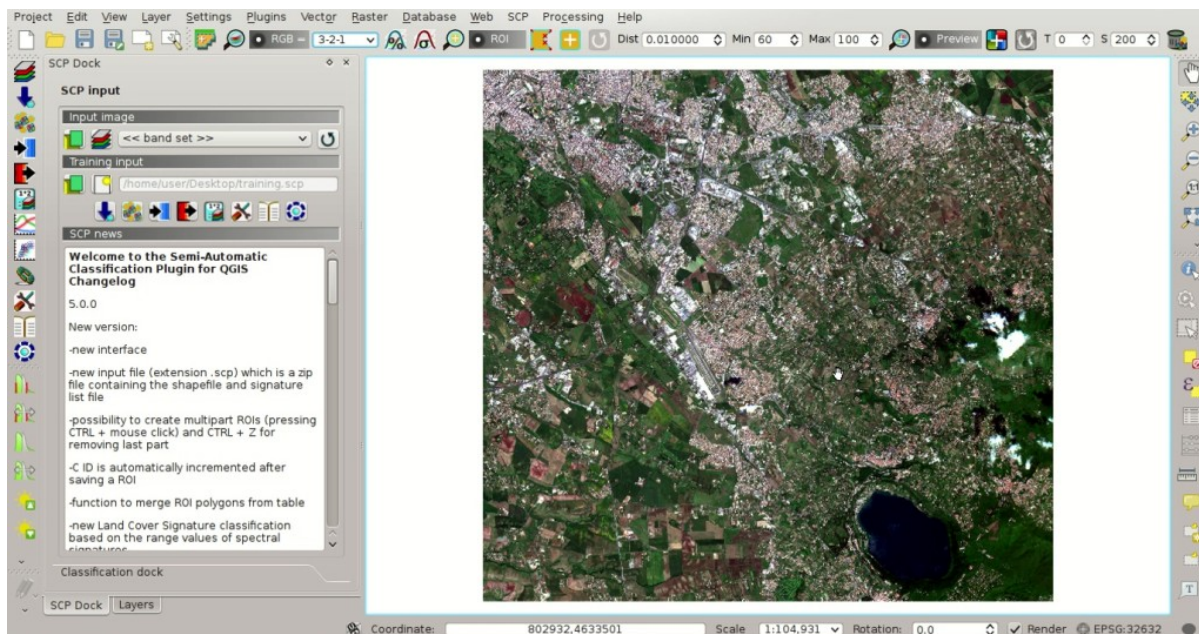 Project Edit View Layer Settings Plugins Vector Raster Database Web SCP Processing Help
RGB = 3-2-1 ROI Dist 0.010000 Min 60 Max 100 Preview T 0 S 200
SCP Dock
SCP input
Input image
<< band set >>
Training input
/home/user/Desktop/training.scp
SCP news
Welcome to the Semi-Automatic
Classification Plugin for QGIS
Changelog
5.0.0
New version:
-new interface
-new input file (extension .scp) which is a zip
file containing the shapefile and signature
list file
-possibility to create multipart ROIs (pressing
CTRL + mouse click) and CTRL + Z for
removing last part
-C ID is automatically incremented after
saving a ROI
-function to merge ROI polygons from table
-new Land Cover Signature classification
based on the range values of spectral
signatures
Classification dock
SCP Dock Layers
Coordinate: 802932,4633501 Scale 1:104,931 Rotation: 0.0 Render EPSG:32632